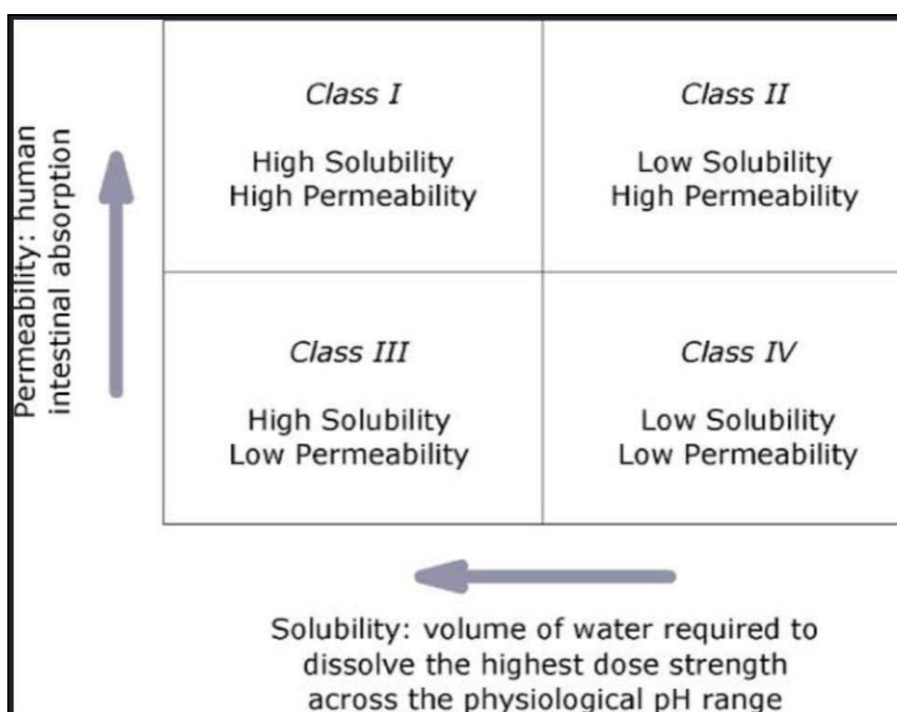 Permeability: human
intestinal absorption
Class I
High Solubility
High Permeability
Class II
Low Solubility
High Permeability
Class III
High Solubility
Low Permeability
Class IV
Low Solubility
Low Permeability
Solubility: volume of water required to
dissolve the highest dose strength
across the physiological pH range